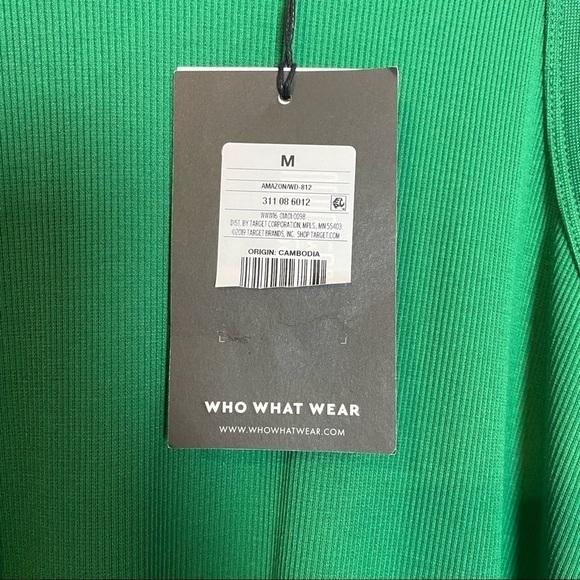 M
AMAZON/WD-812
311 08 6012
DIST. BY TARGET CORPORATION, MPLS., MN 55403
©2019 TARGET BRANDS, INC. SHOP TARGET.COM
ORIGIN: CAMBODIA
WHO WHAT WEAR
WWW.WHOWHATWEAR.COM